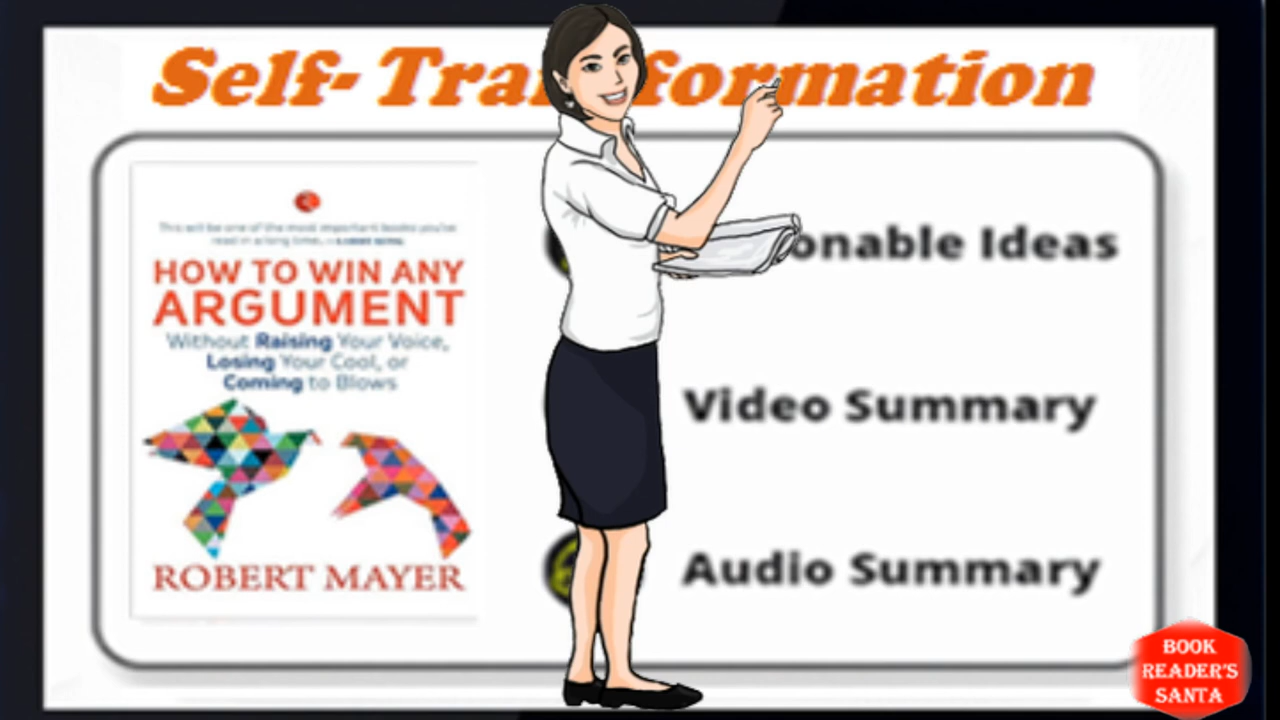 Self- Tra formation
This will be one of the most important books you've
read in a long time.
HOW TO WIN ANY
ARGUMENT
Without Raising Your Voice,
Losing Your Cool, or
Coming to Blows
ROBERT MAYER
onable Ideas
Video Summary
Audio Summary
BOOK
READER'S
SANTA